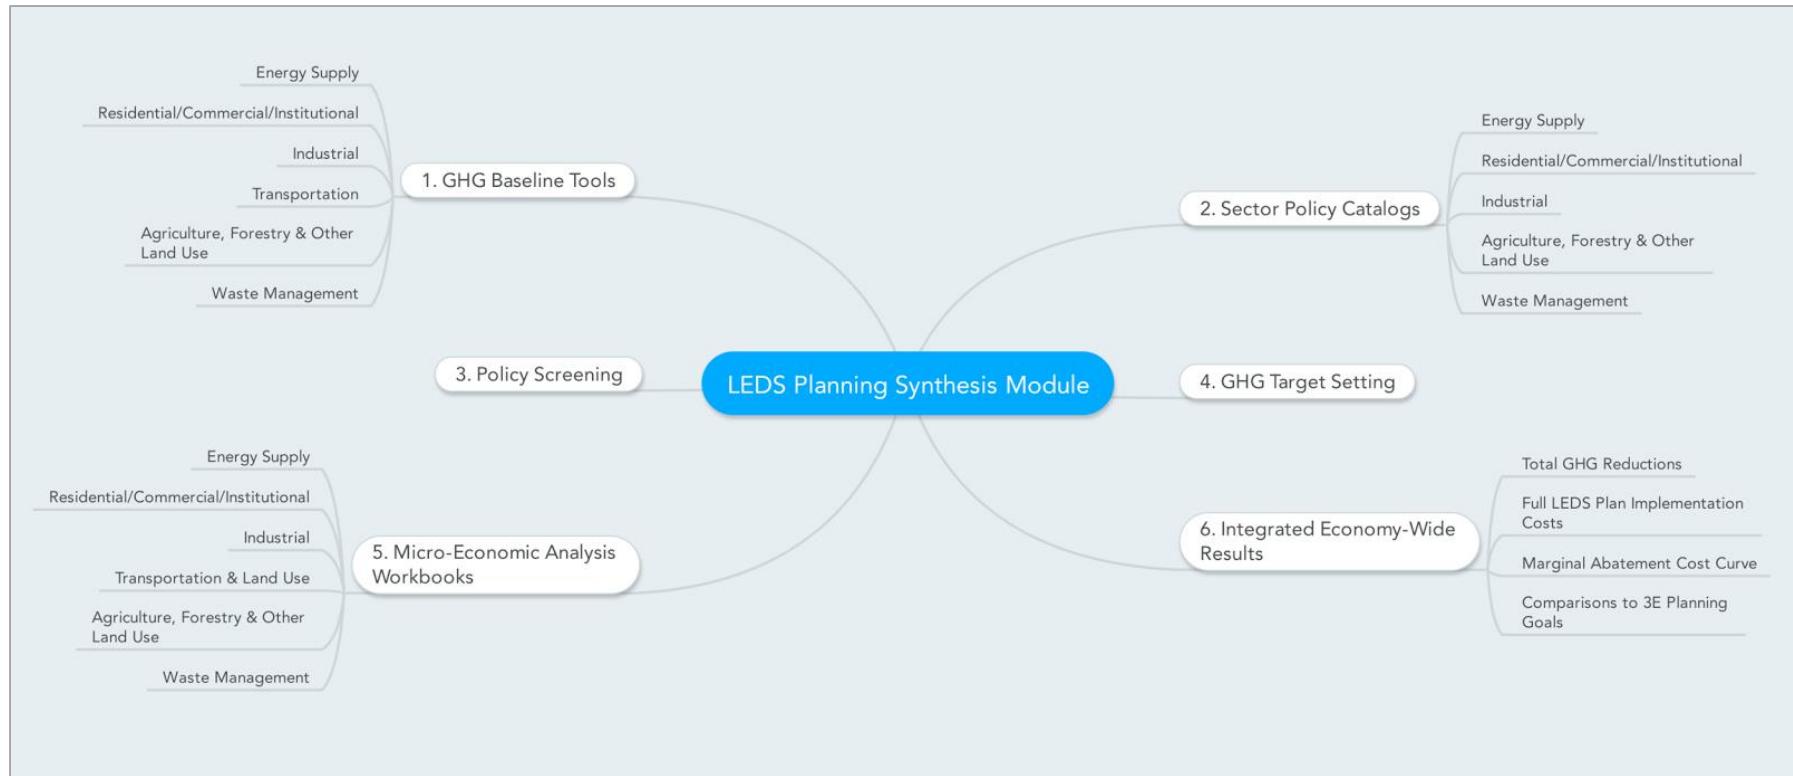 Energy Supply
Residential/Commercial/Institutional
Industrial
Transportation
Agriculture, Forestry & Other
Land Use
Waste Management
1. GHG Baseline Tools
2. Sector Policy Catalogs
Energy Supply
Residential/Commercial/Institutional
Industrial
Agriculture, Forestry & Other
Land Use
Waste Management
3. Policy Screening
LEDS Planning Synthesis Module
4. GHG Target Setting
Energy Supply
Residential/Commercial/Institutional
Industrial
Transportation & Land Use
Agriculture, Forestry & Other
Land Use
Waste Management
5. Micro-Economic Analysis
Workbooks
6. Integrated Economy-Wide
Results
Total GHG Reductions
Full LEDS Plan Implementation
Costs
Marginal Abatement Cost Curve
Comparisons to 3E Planning
Goals